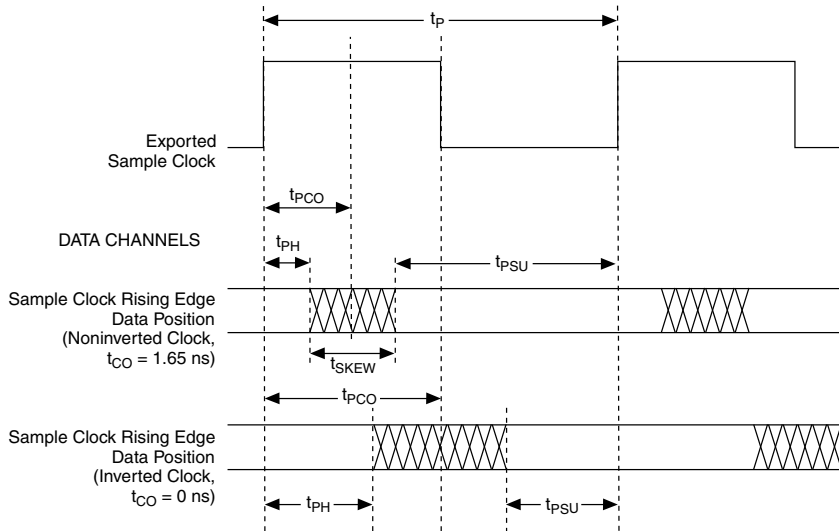 tP
Exported
Sample Clock
tPCO
DATA CHANNELS
tPH
tPSU
Sample Clock Rising Edge
Data Position
(Noninverted Clock,
tCO = 1.65 ns)
tSKEW
tPCO
Sample Clock Rising Edge
Data Position
(Inverted Clock,
tCO = 0 ns)
tPH
tPSU